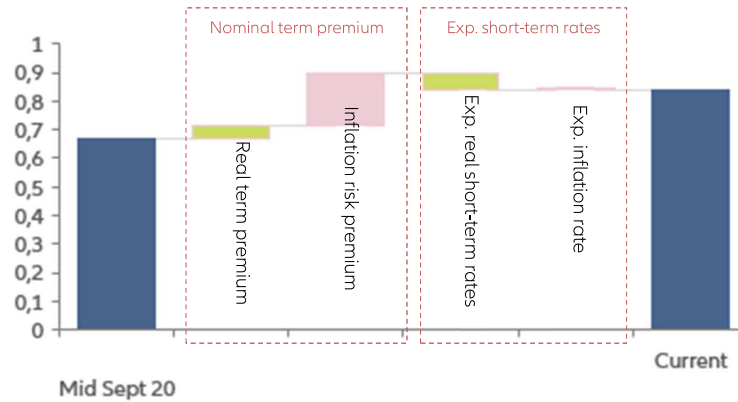 Nominal term premium
Exp. short-term rates
1
0,9
0,8
0,7
0,6
0,5
0,4
0,3
0,2
0,1
0
Real term premium
Inflation risk premium
Exp. real short-term rates
Exp. inflation rate
Mid Sept 20
Current